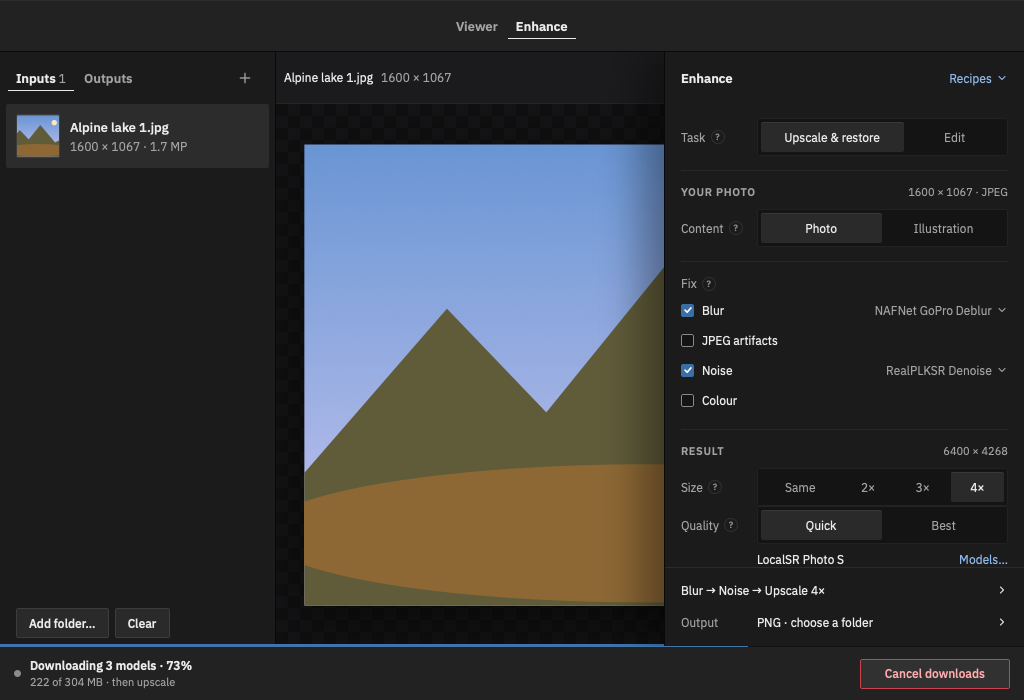 Viewer Enhance
Inputs 1 Outputs
Alpine lake 1.jpg
1600 × 1067 · 1.7 MP
Add folder... Clear
Alpine lake 1.jpg 1600 × 1067
Enhance Recipes
Task ? Upscale & restore Edit
YOUR PHOTO 1600 × 1067 · JPEG
Content ? Photo Illustration
Fix ?
Blur NAFNet GoPro Deblur
JPEG artifacts
Noise RealPLKSR Denoise
Colour
RESULT 6400 × 4268
Size ? Same 2× 3× 4×
Quality ? Quick Best
LocalSR Photo S Models...
Blur → Noise → Upscale 4×
Output PNG · choose a folder
Downloading 3 models · 73%
222 of 304 MB · then upscale
Cancel downloads